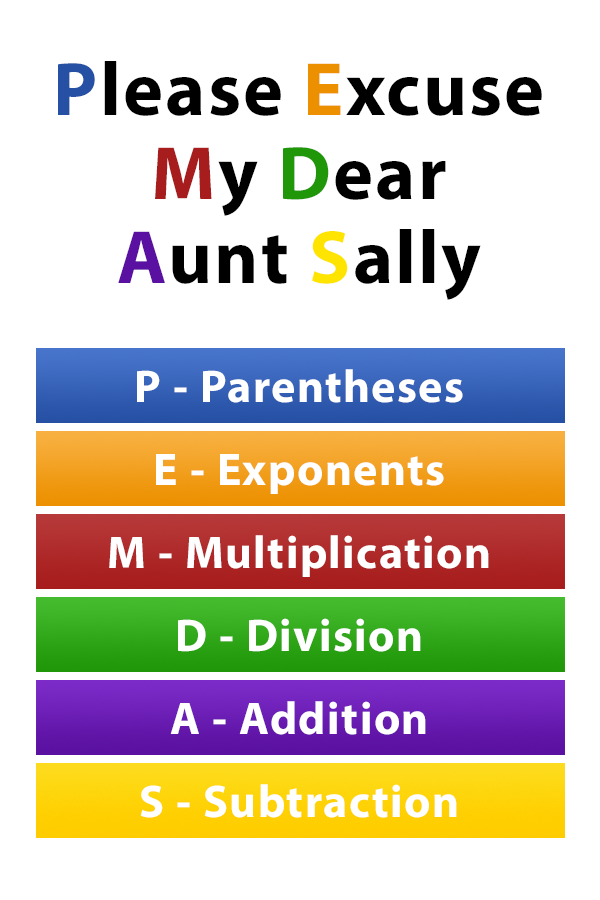 Please Excuse
My Dear
Aunt Sally
P - Parentheses
E - Exponents
M - Multiplication
D - Division
A - Addition
S - Subtraction